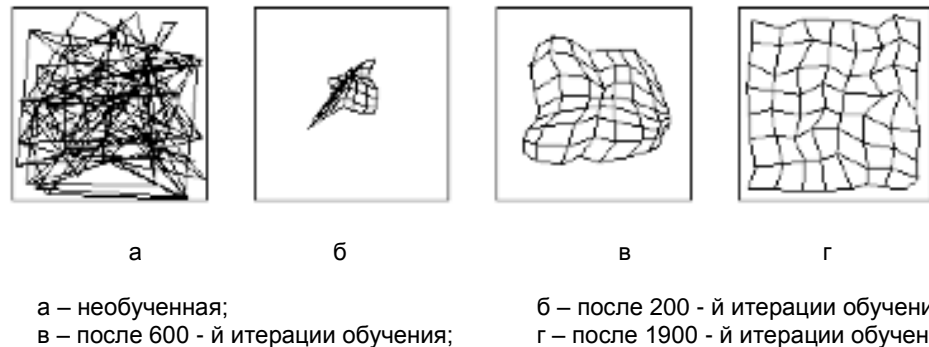 а б в г
а – необученная; б – после 200 - й итерации обучени
в – после 600 - й итерации обучения; г – после 1900 - й итерации обучен